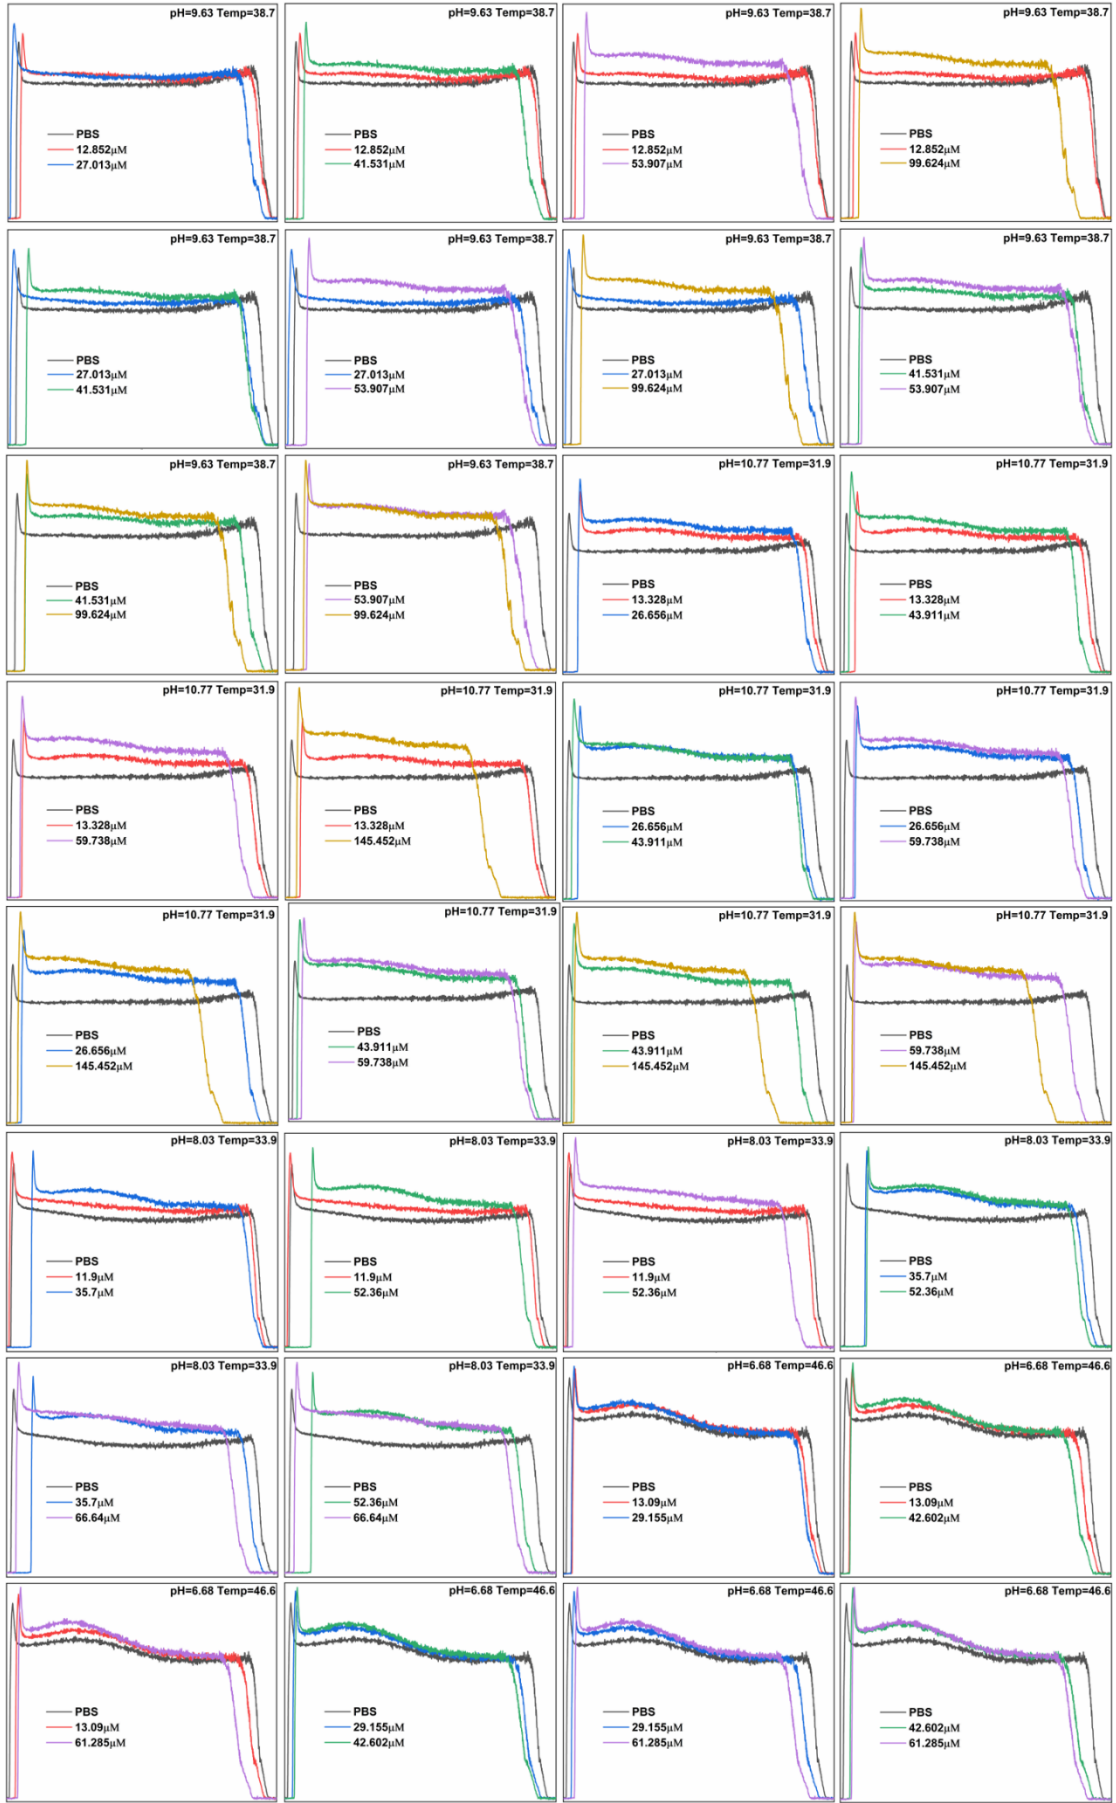 pH=9.63 Temp=38.7
PBS
12.852μM
27.013μM
pH=9.63 Temp=38.7
PBS
12.852μM
41.531μM
pH=9.63 Temp=38.7
PBS
12.852μM
53.907μM
pH=9.63 Temp=38.7
PBS
12.852μM
99.624μM
pH=9.63 Temp=38.7
PBS
27.013μM
41.531μM
pH=9.63 Temp=38.7
PBS
27.013μM
53.907μM
pH=9.63 Temp=38.7
PBS
27.013μM
99.624μM
pH=9.63 Temp=38.7
PBS
41.531μM
53.907μM
pH=9.63 Temp=38.7
PBS
41.531μM
99.624μM
pH=9.63 Temp=38.7
PBS
53.907μM
99.624μM
pH=10.77 Temp=31.9
PBS
13.328μM
26.656μM
pH=10.77 Temp=31.9
PBS
13.328μM
43.911μM
pH=10.77 Temp=31.9
PBS
13.328μM
59.738μM
pH=10.77 Temp=31.9
PBS
13.328μM
145.452μM
pH=10.77 Temp=31.9
PBS
26.656μM
43.911μM
pH=10.77 Temp=31.9
PBS
26.656μM
59.738μM
pH=10.77 Temp=31.9
PBS
26.656μM
145.452μM
pH=10.77 Temp=31.9
PBS
43.911μM
59.738μM
pH=10.77 Temp=31.9
PBS
43.911μM
145.452μM
pH=10.77 Temp=31.9
PBS
59.738μM
145.452μM
pH=8.03 Temp=33.9
PBS
11.9μM
35.7μM
pH=8.03 Temp=33.9
PBS
11.9μM
52.36μM
pH=8.03 Temp=33.9
PBS
11.9μM
52.36μM
pH=8.03 Temp=33.9
PBS
35.7μM
52.36μM
pH=8.03 Temp=33.9
PBS
35.7μM
66.64μM
pH=8.03 Temp=33.9
PBS
52.36μM
66.64μM
pH=6.68 Temp=46.6
PBS
13.09μM
29.155μM
pH=6.68 Temp=46.6
PBS
13.09μM
42.602μM
pH=6.68 Temp=46.6
PBS
13.09μM
61.285μM
pH=6.68 Temp=46.6
PBS
29.155μM
42.602μM
pH=6.68 Temp=46.6
PBS
29.155μM
61.285μM
pH=6.68 Temp=46.6
PBS
42.602μM
61.285μM